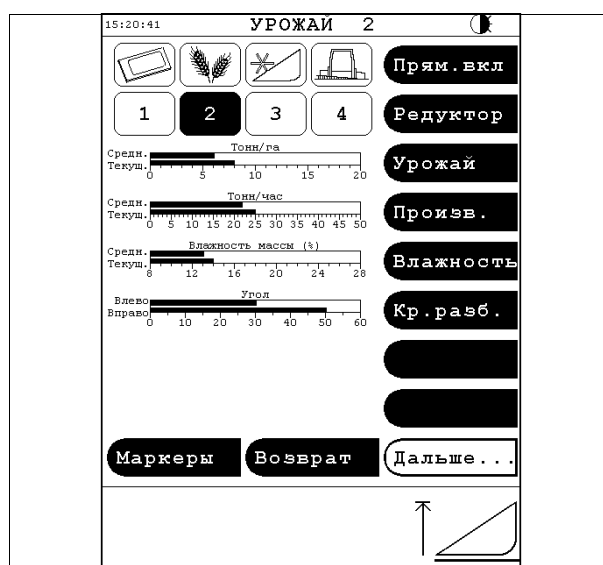 15:20:41 УРОЖАЙ 2
Прям.вкл
1 2 3 4
Редуктор
Тонн/га
Средн.
Текущ.
0 5 10 15 20
Урожай
Тонн/час
Средн.
Текущ.
0 5 10 15 20 25 30 35 40 45 50
Произв.
Влажность массы (%)
Средн.
Текущ.
8 12 16 20 24 28
Влажность
Угол
Влево
Вправо
0 10 20 30 40 50 60
Кр.разб.
Маркеры Возврат Дальше...